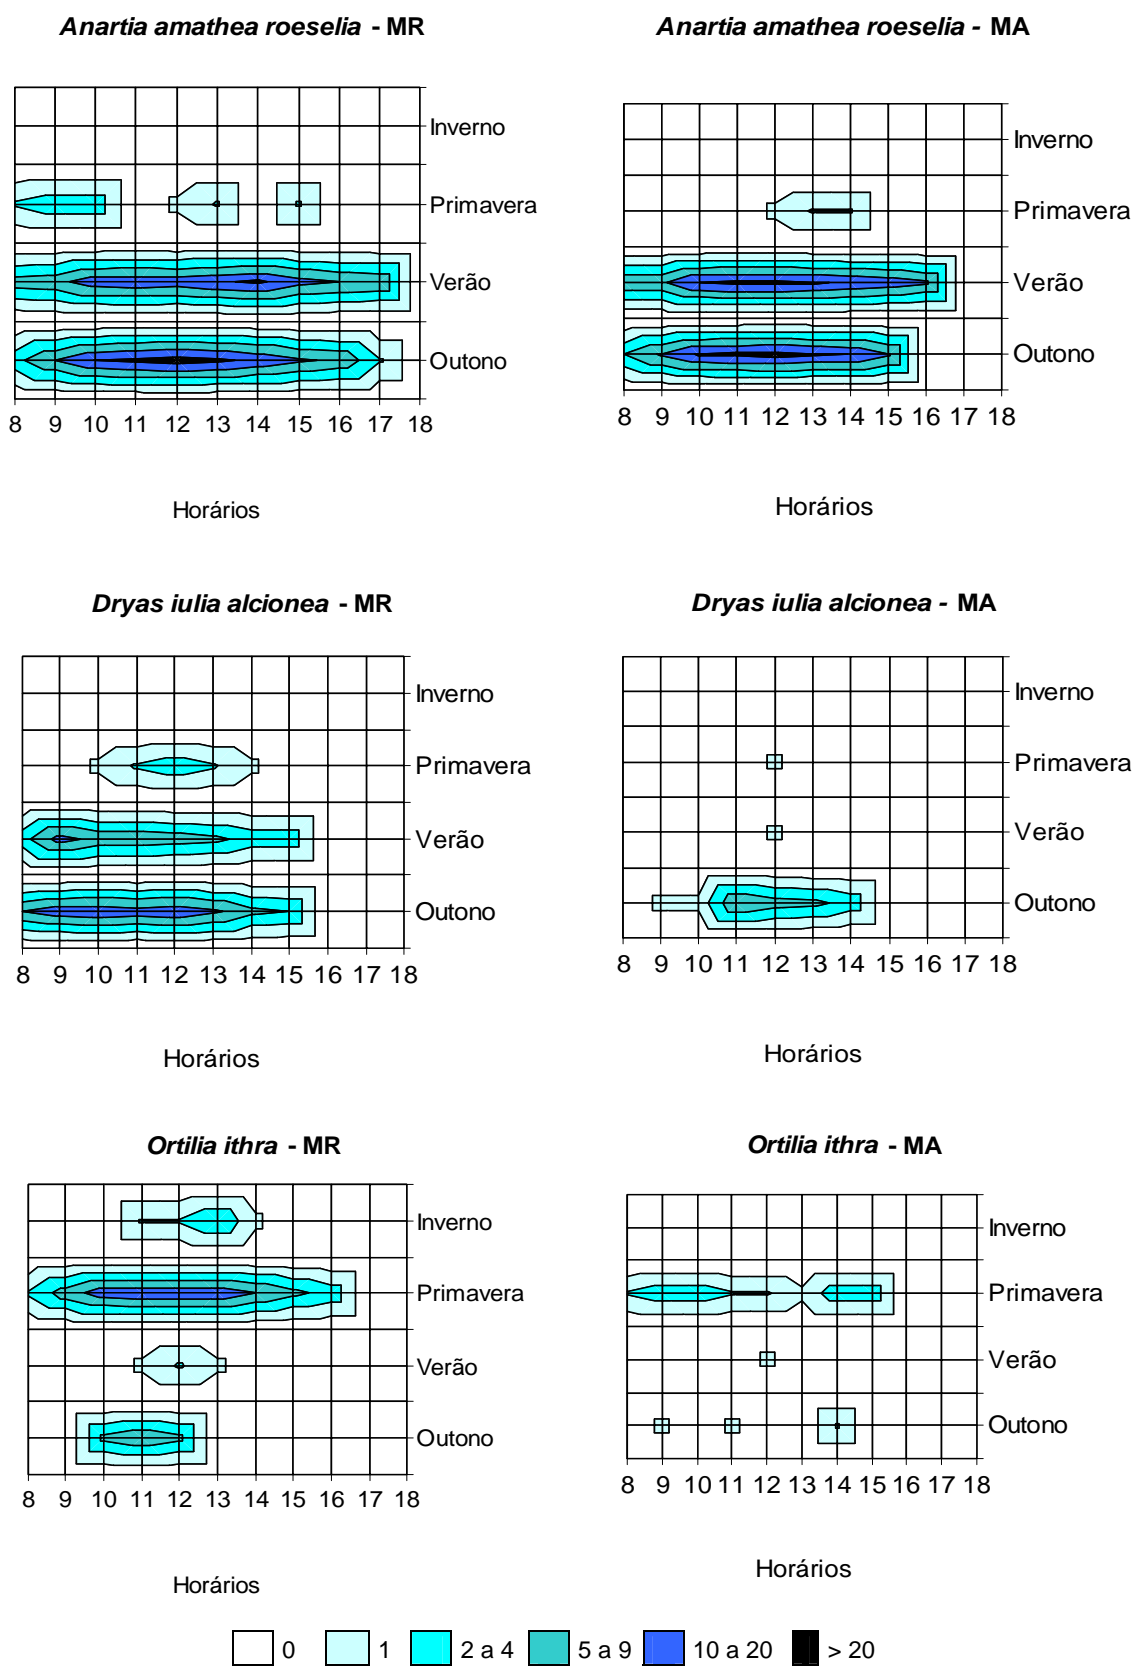 Anartia amathea roeselia - MR
Inverno
Primavera
Verão
Outono
8 9 10 11 12 13 14 15 16 17 18
Horários
Anartia amathea roeselia - MA
Inverno
Primavera
Verão
Outono
8 9 10 11 12 13 14 15 16 17 18
Horários
Dryas iulia alcionea - MR
Inverno
Primavera
Verão
Outono
8 9 10 11 12 13 14 15 16 17 18
Horários
Dryas iulia alcionea - MA
Inverno
Primavera
Verão
Outono
8 9 10 11 12 13 14 15 16 17 18
Horários
Ortilia ithra - MR
Inverno
Primavera
Verão
Outono
8 9 10 11 12 13 14 15 16 17 18
Horários
Ortilia ithra - MA
Inverno
Primavera
Verão
Outono
8 9 10 11 12 13 14 15 16 17 18
Horários
0 1 2 a 4 5 a 9 10 a 20 > 20